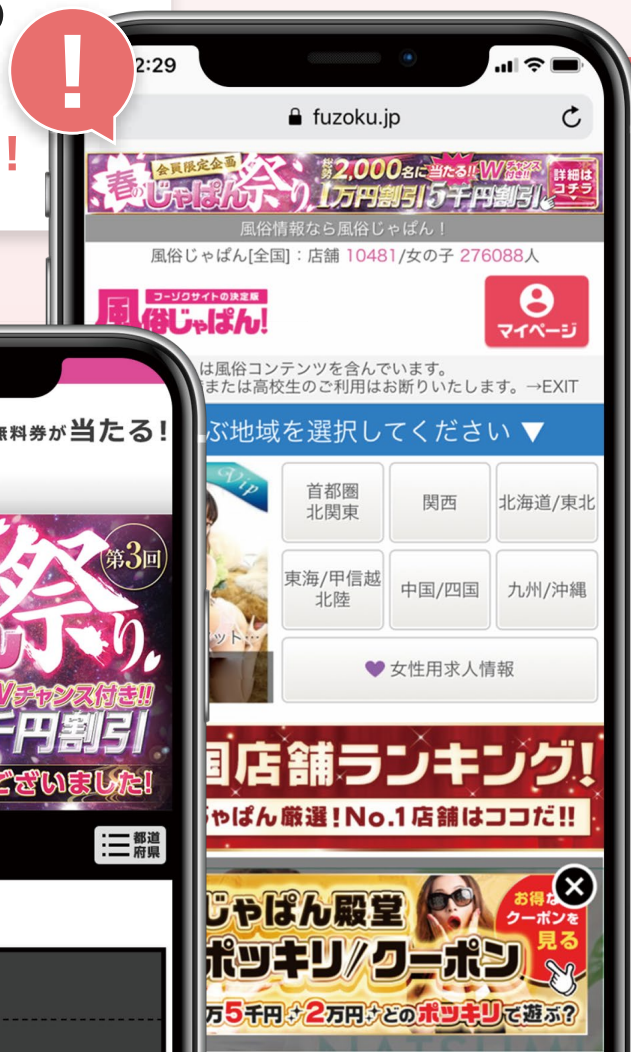 !
!
2:29
fuzoku.jp
会員限定企画
春のじゃぱん祭り
総勢2,000名に当たる!!Wチャンス付き!!
1万円割引 5千円割引
詳細はコチラ
風俗情報なら風俗じゃぱん！
風俗じゃぱん[全国]：店舗 10481/女の子 276088人
フーゾクサイトの決定版
風俗じゃぱん!
マイページ
は風俗コンテンツを含んでいます。
または高校生のご利用はお断りいたします。→EXIT
ぶ地域を選択してください ▼
Vip
首都圏
北関東
関西
北海道/東北
東海/甲信越
北陸
中国/四国
九州/沖縄
ット…
女性用求人情報
国店舗ランキング!
ゃぱん厳選!No.1店舗はココだ!!
じゃぱん殿堂
ポッキリ/クーポン
お得な
クーポンを
見る
万5千円 2万円 どのポッキリで遊ぶ?
無料券が当たる!
祭り
第3回
Wチャンス付き!!
千円割引
ございました!
都道
府県